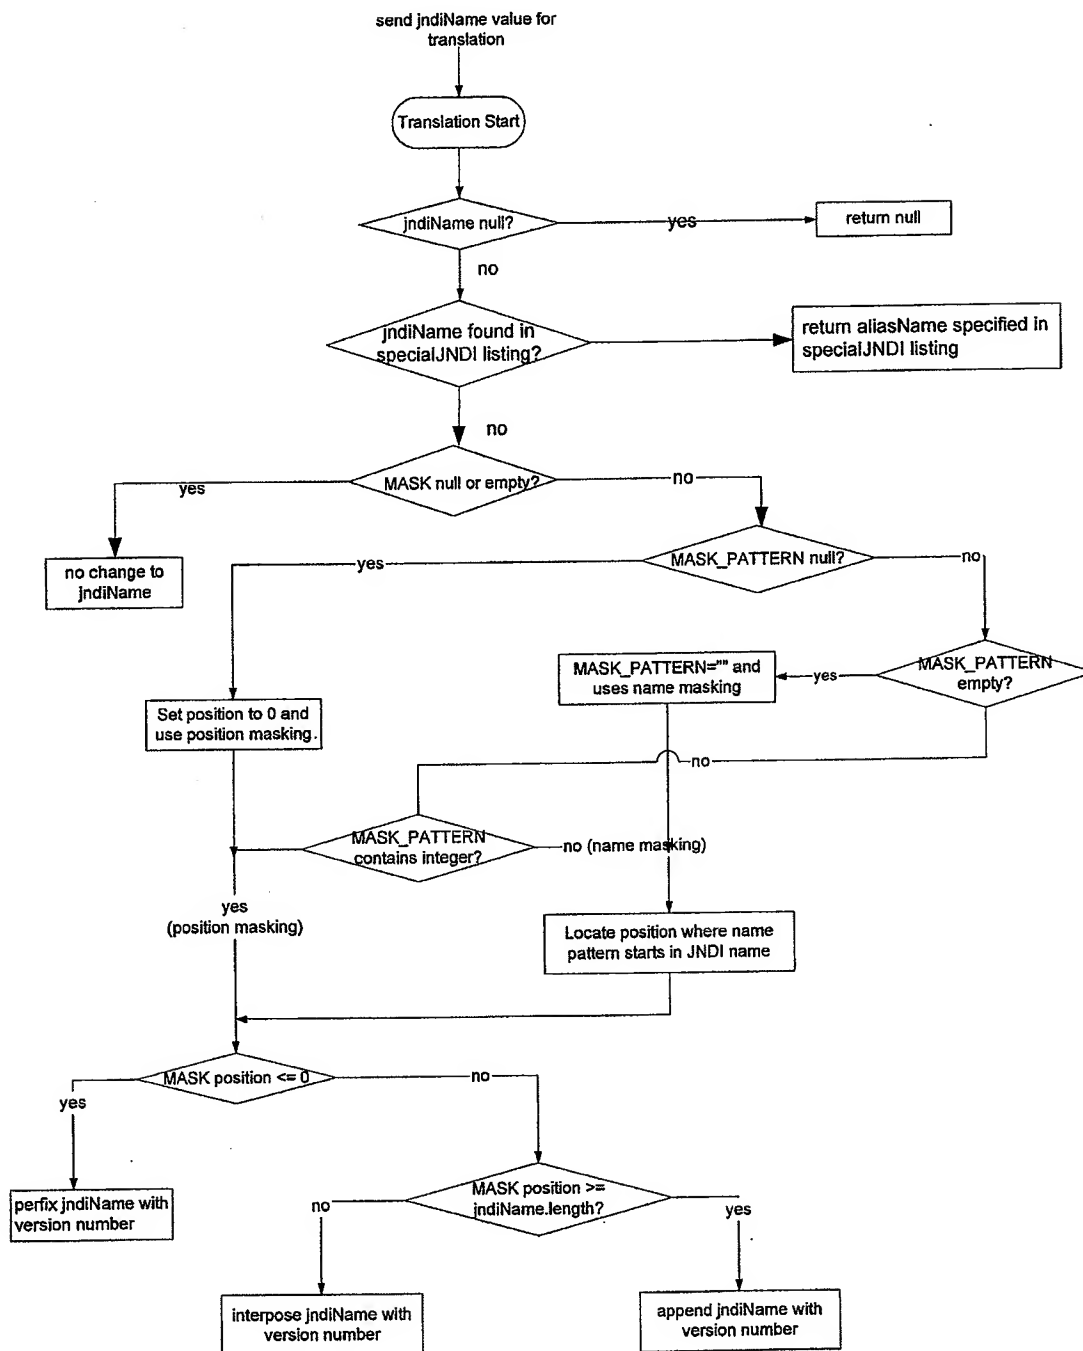 send jndiName value for
translation
Translation Start
jndiName null?
yes
return null
no
jndiName found in
specialJNDI listing?
return aliasName specified in
specialJNDI listing
no
MASK null or empty?
yes
no
no change to
jndiName
MASK_PATTERN null?
yes
no
MASK_PATTERN
empty?
yes
MASK_PATTERN="" and
uses name masking
Set position to 0 and
use position masking.
no
MASK_PATTERN
contains integer?
no (name masking)
yes
(position masking)
Locate position where name
pattern starts in JNDI name
MASK position <= 0
yes
no
perfix jndiName with
version number
MASK position >=
jndiName.length?
no
yes
interpose jndiName with
version number
append jndiName with
version number